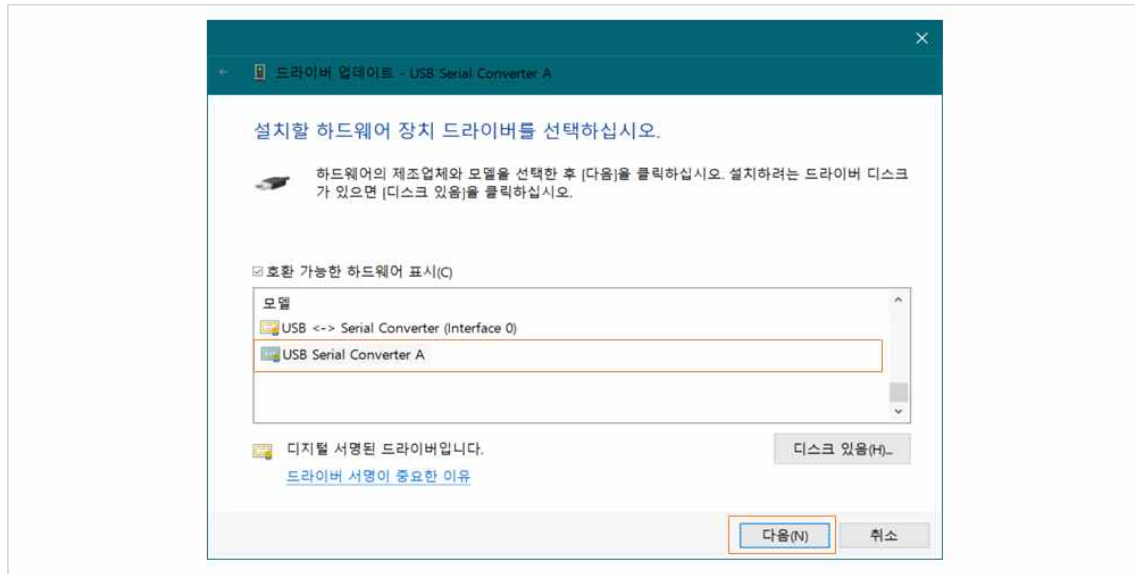 드라이버 업데이트 - USB Serial Converter A
설치할 하드웨어 장치 드라이버를 선택하십시오.
하드웨어의 제조업체와 모델을 선택한 후 [다음]을 클릭하십시오. 설치하려는 드라이버 디스크
가 있으면 [디스크 있음]을 클릭하십시오.
호환 가능한 하드웨어 표시(C)
모델
USB <-> Serial Converter (Interface 0)
USB Serial Converter A
디지털 서명된 드라이버입니다.
디스크 있음(H)...
드라이버 서명이 중요한 이유
다음(N)
취소